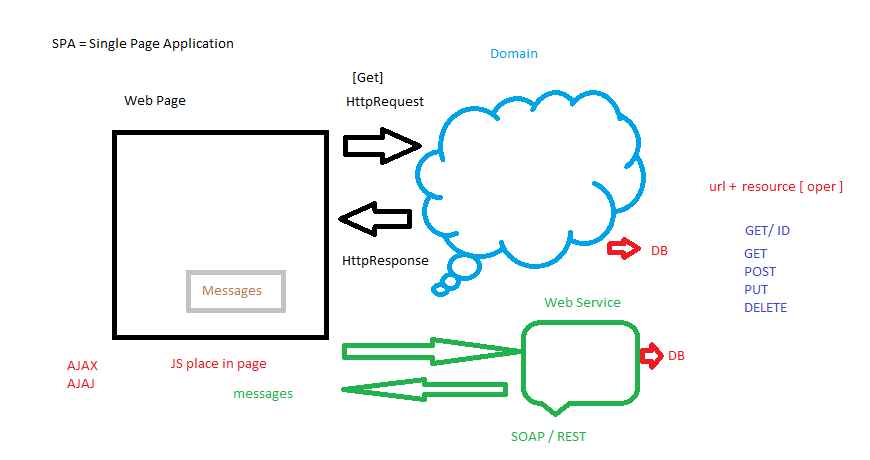 SPA = Single Page Application
Domain
[Get]
Web Page
HttpRequest
url + resource [ oper ]
GET/ ID
HttpResponse
DB
GET
POST
PUT
DELETE
Messages
Web Service
AJAX
JS place in page
DB
AJAJ
messages
SOAP / REST